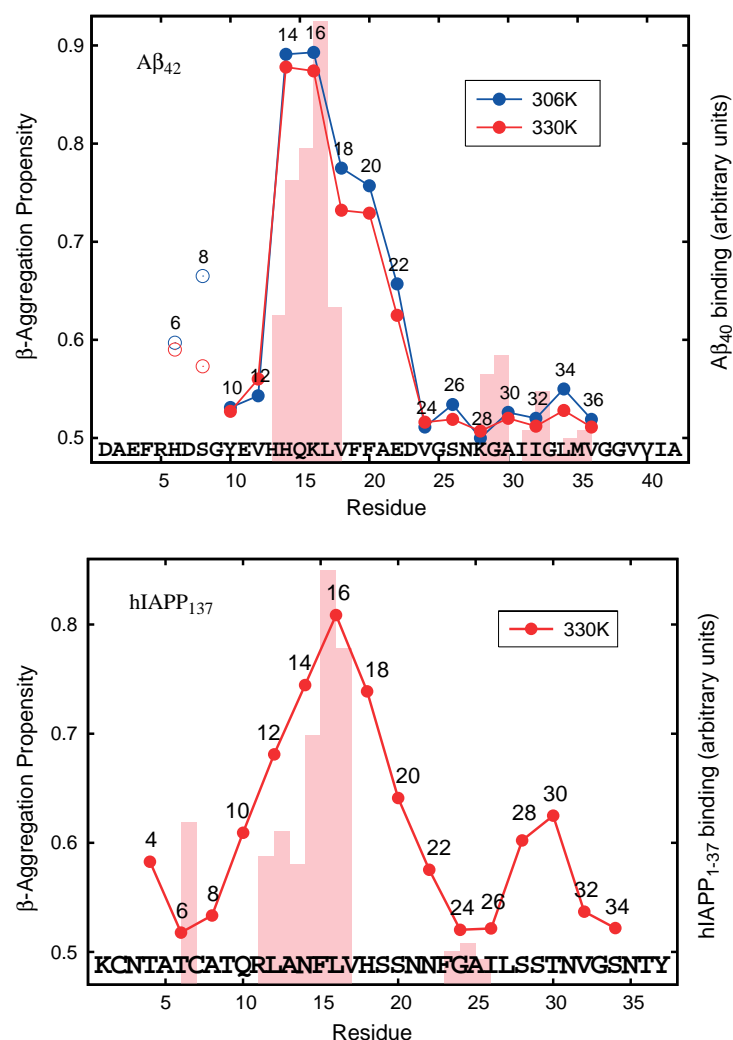 Aβ42
306K
330K
β-Aggregation Propensity
Aβ40 binding (arbitrary units)
0.9
0.8
0.7
0.6
0.5
6
8
10
12
14
16
18
20
22
24
26
28
30
32
34
36
DAEFRHDSGYEVHHQKLVFFAEDVGSNKGAIIGLMVGGVVIA
10 20 30 40
Residue
hIAPP137
330K
β-Aggregation Propensity
hIAPP1-37 binding (arbitrary units)
0.8
0.7
0.6
0.5
4
6
8
10
12
14
16
18
20
22
24
26
28
30
32
34
KCNTATCATQRLANFLVHSSNNFGAILSSTNVGSNTY
5 10 15 20 25 30 35
Residue